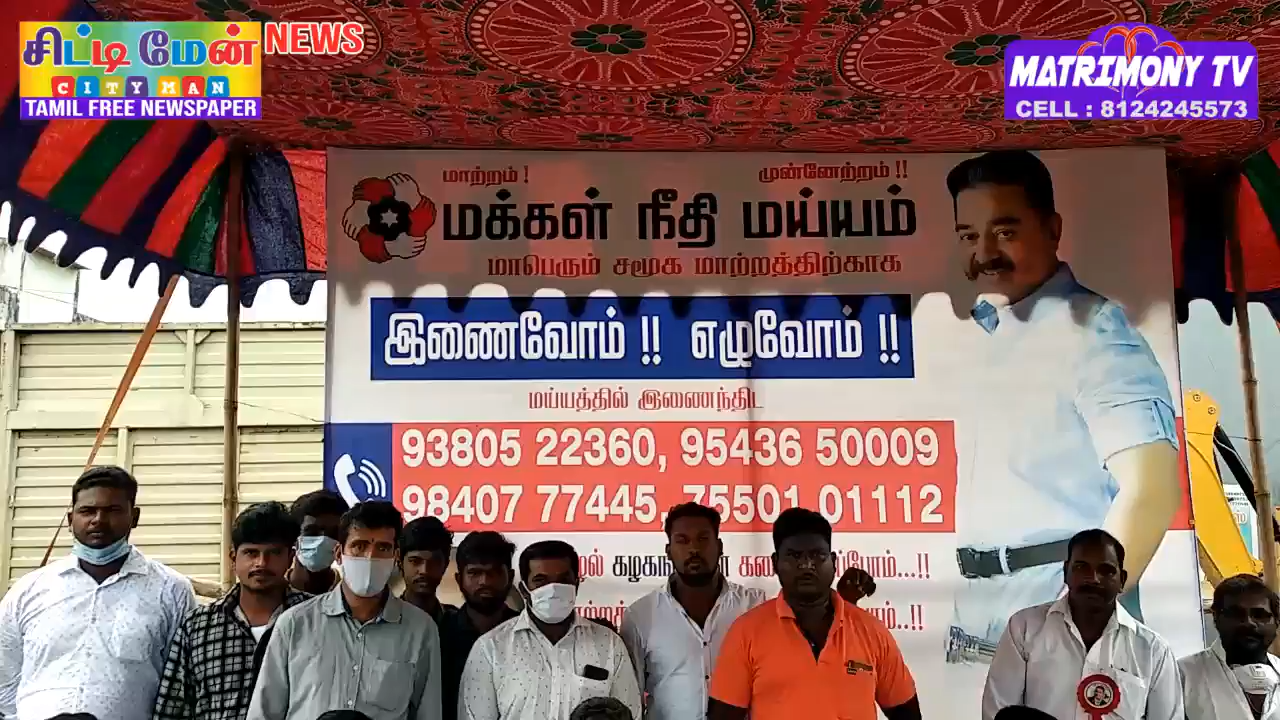 சிட்டி மேன் NEWS
CITY MAN
TAMIL FREE NEWSPAPER
MATRIMONY TV
CELL : 8124245573
மாற்றம் ! முன்னேற்றம் !!
மக்கள் நீதி மய்யம்
மாபெரும் சமூக மாற்றத்திற்காக
இணைவோம் !! எழுவோம் !!
மய்யத்தில் இணைந்திட
93805 22360, 95436 50009
98407 77445, 75501 01112